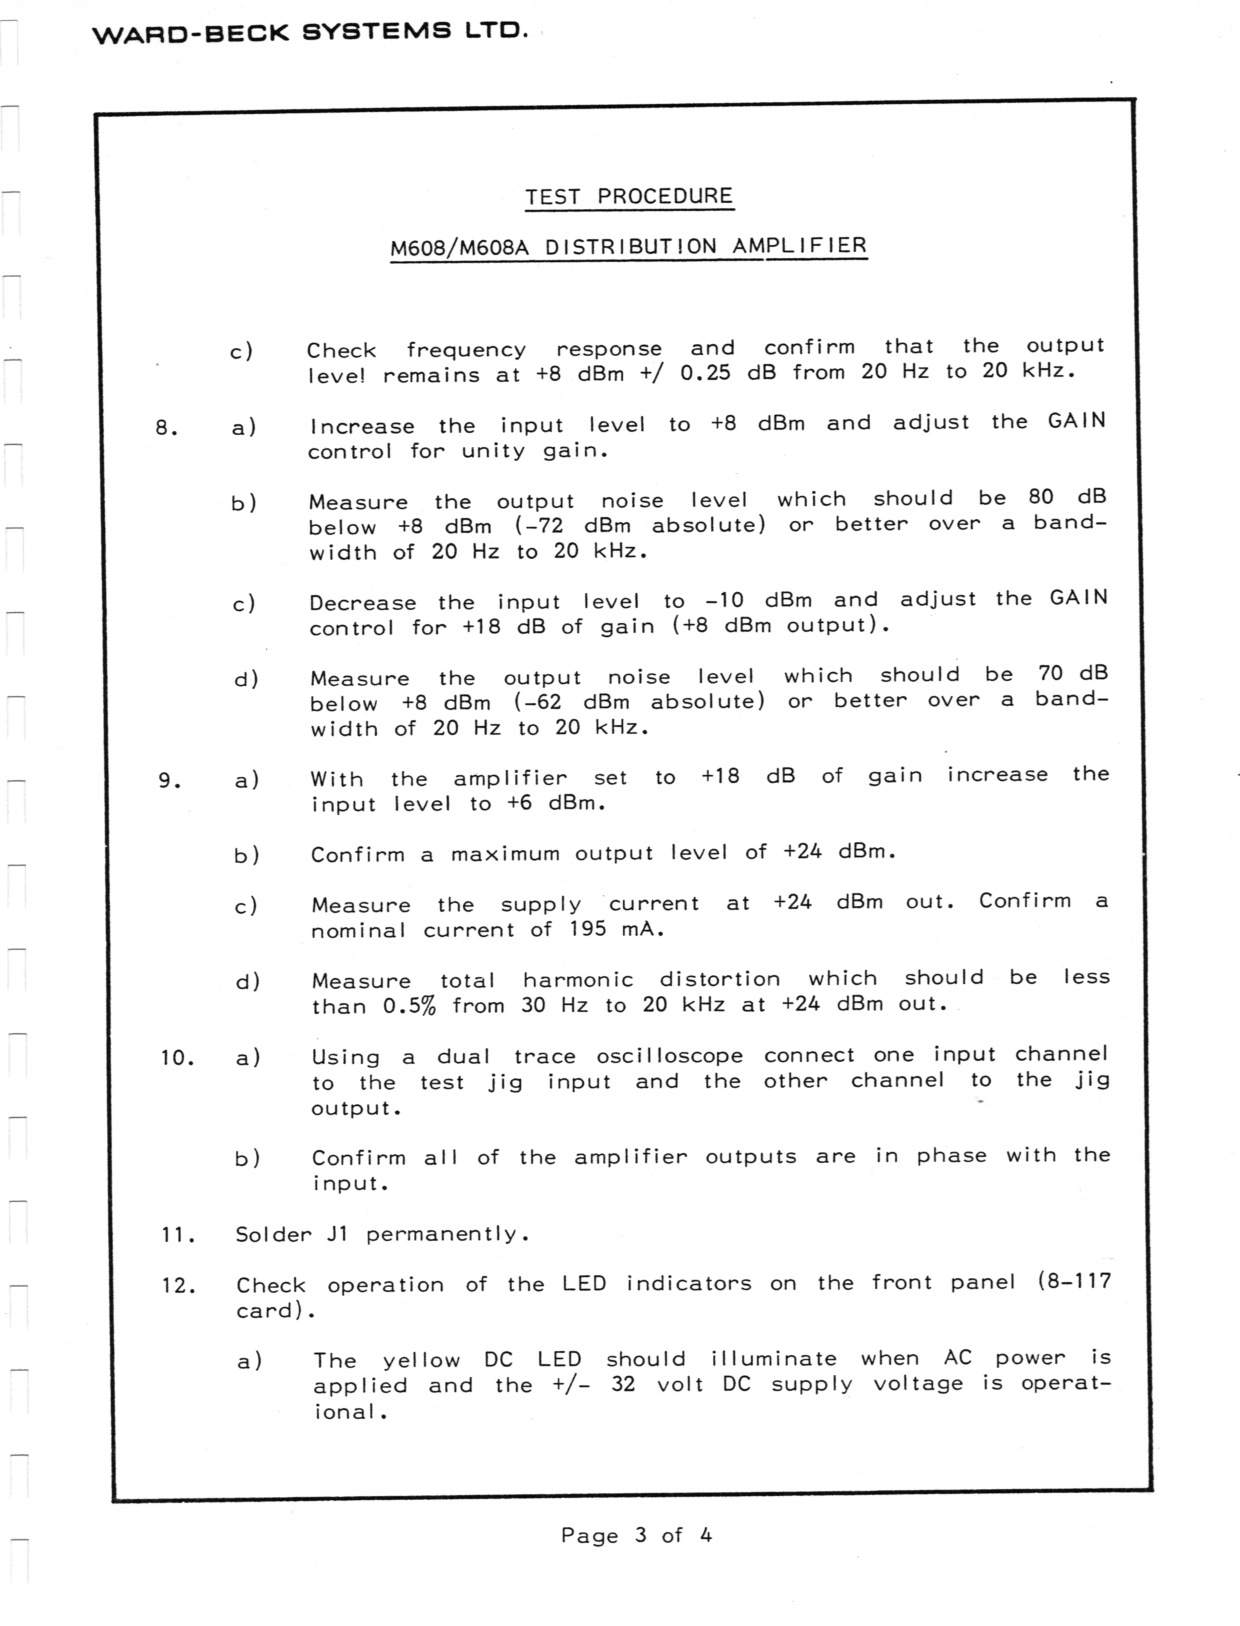 WARD-BECK SYSTEMS LTD.
TEST PROCEDURE
M608/M608A DISTRIBUTION AMPLIFIER
c) Check frequency response and confirm that the output
level remains at +8 dBm +/ 0.25 dB from 20 Hz to 20 kHz.
8. a) Increase the input level to +8 dBm and adjust the GAIN
control for unity gain.
b) Measure the output noise level which should be 80 dB
below +8 dBm (-72 dBm absolute) or better over a band-
width of 20 Hz to 20 kHz.
c) Decrease the input level to -10 dBm and adjust the GAIN
control for +18 dB of gain (+8 dBm output).
d) Measure the output noise level which should be 70 dB
below +8 dBm (-62 dBm absolute) or better over a band-
width of 20 Hz to 20 kHz.
9. a) With the amplifier set to +18 dB of gain increase the
input level to +6 dBm.
b) Confirm a maximum output level of +24 dBm.
c) Measure the supply current at +24 dBm out. Confirm a
nominal current of 195 mA.
d) Measure total harmonic distortion which should be less
than 0.5% from 30 Hz to 20 kHz at +24 dBm out.
10. a) Using a dual trace oscilloscope connect one input channel
to the test jig input and the other channel to the jig
output.
b) Confirm all of the amplifier outputs are in phase with the
input.
11. Solder J1 permanently.
12. Check operation of the LED indicators on the front panel (8-117
card).
a) The yellow DC LED should illuminate when AC power is
applied and the +/- 32 volt DC supply voltage is operat-
ional.
Page 3 of 4